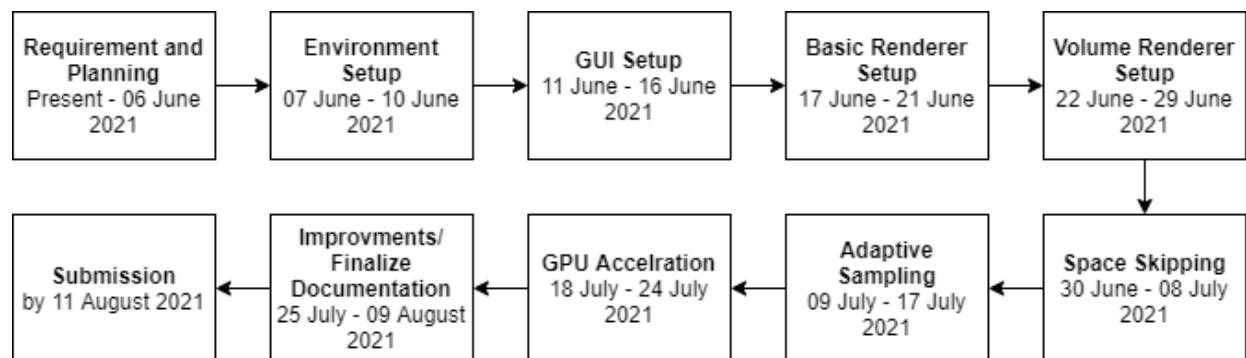 Requirement and
Planning
Present - 06 June
2021
Environment
Setup
07 June - 10 June
2021
GUI Setup
11 June - 16 June
2021
Basic Renderer
Setup
17 June - 21 June
2021
Volume Renderer
Setup
22 June - 29 June
2021
Space Skipping
30 June - 08 July
2021
Adaptive
Sampling
09 July - 17 July
2021
GPU Accelration
18 July - 24 July
2021
Improvments/
Finalize
Documentation
25 July - 09 August
2021
Submission
by 11 August 2021